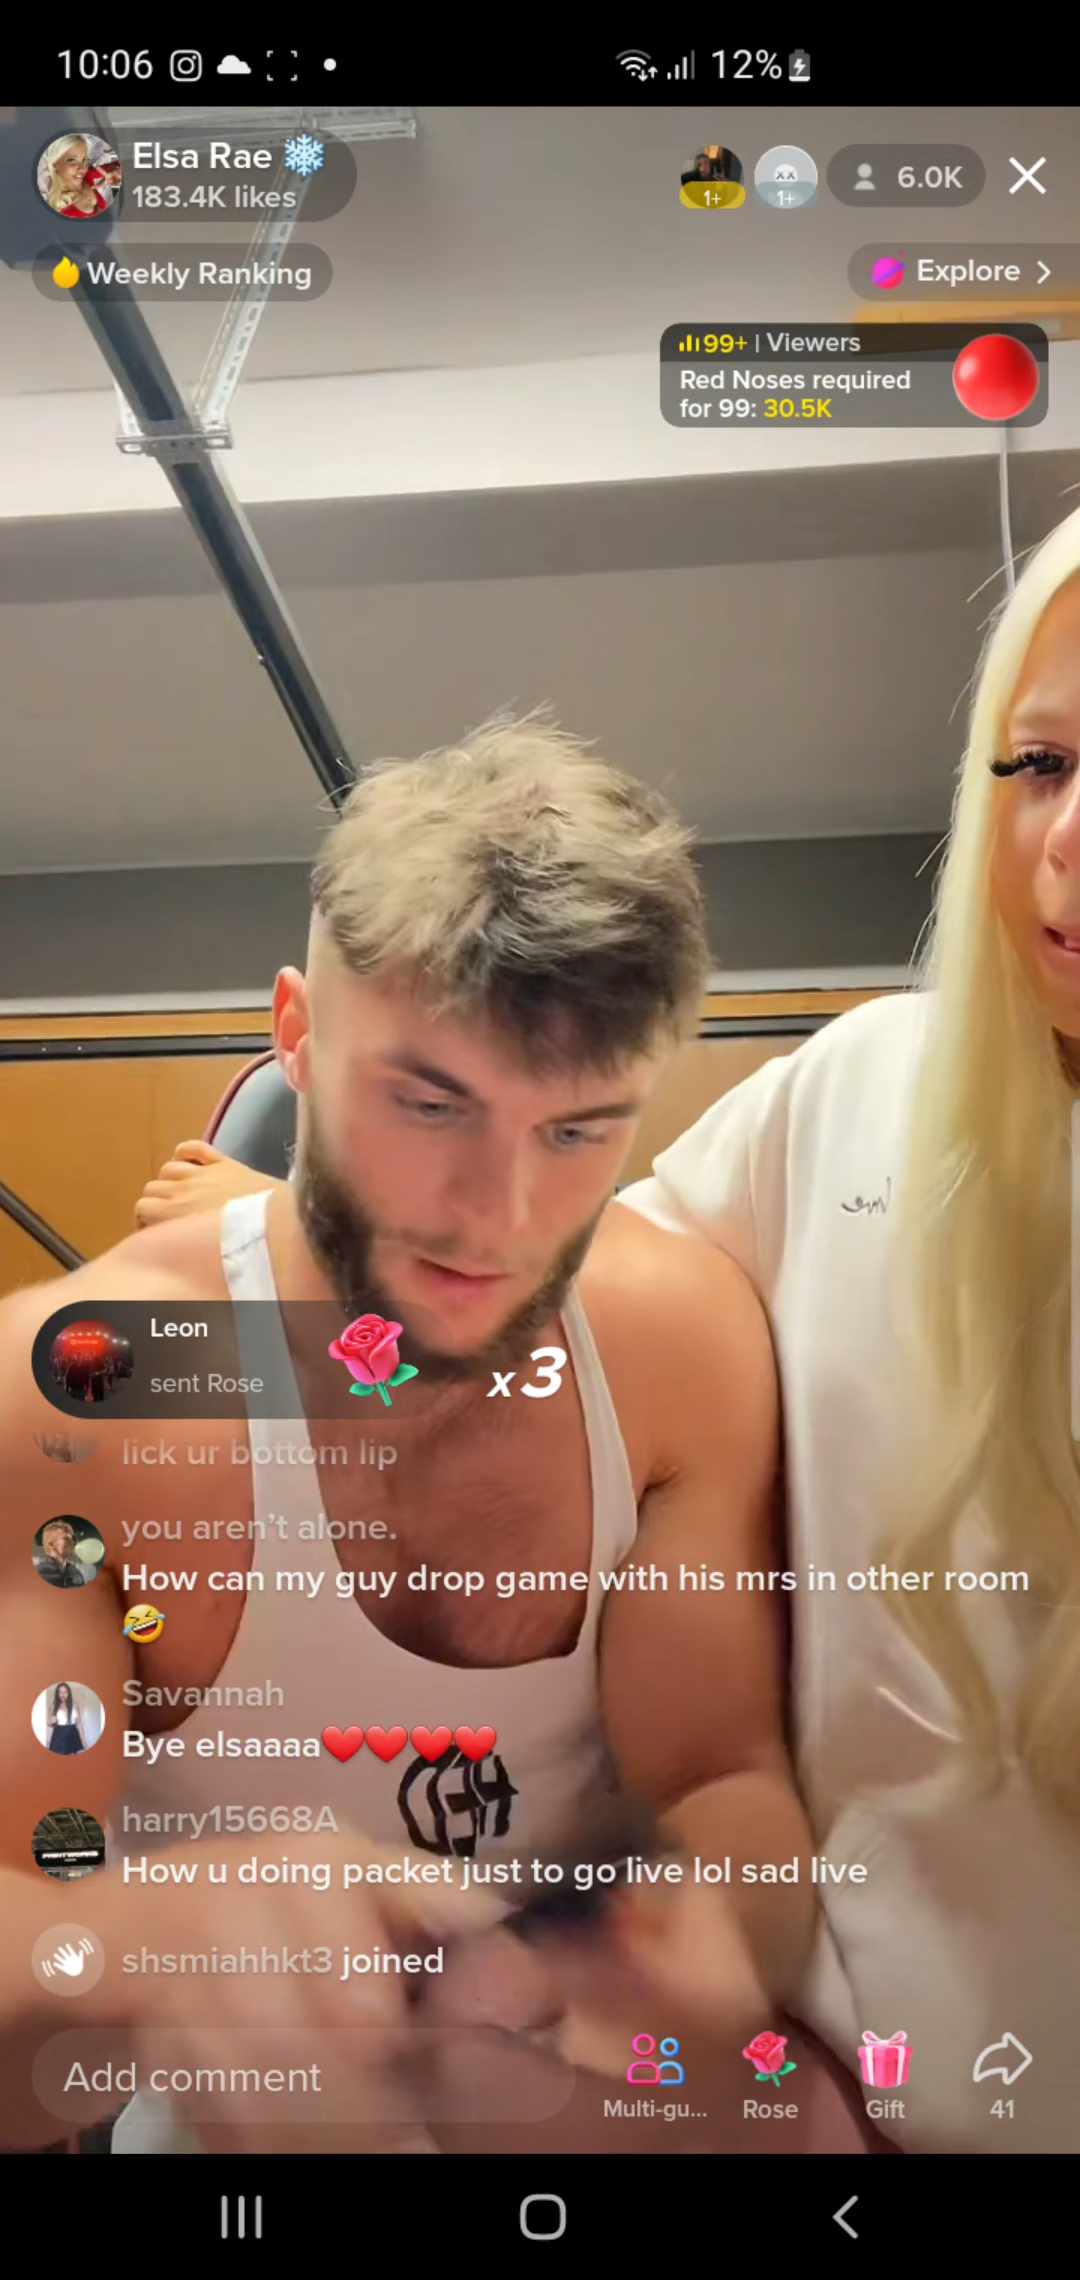 10:06
12%
Elsa Rae ❄️
183.4K likes
1+
1+
6.0K
Weekly Ranking
Explore >
99+ | Viewers
Red Noses required
for 99: 30.5K
Leon
sent Rose
x3
lick ur bottom lip
you aren't alone.
How can my guy drop game with his mrs in other room
🤣
Savannah
Bye elsaaaa❤️❤️❤️❤️
harry15668A
How u doing packet just to go live lol sad live
shsmiahhkt3 joined
Add comment
Multi-gu...
Rose
Gift
41